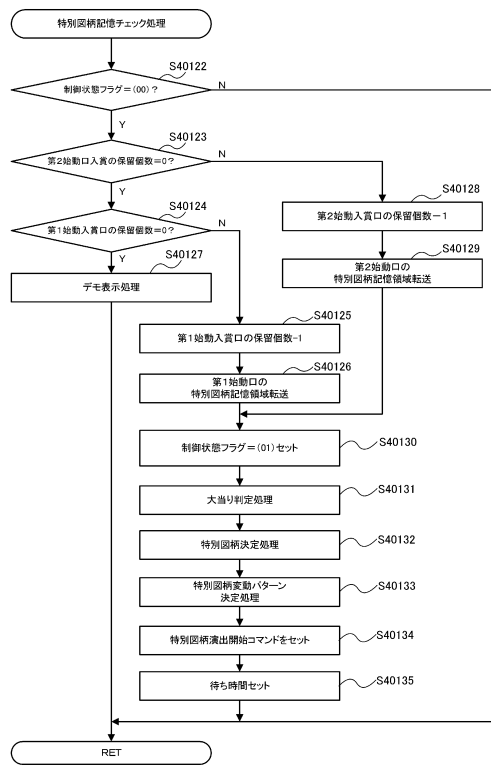 特別図柄記憶チェック処理
S40122
制御状態フラグ=(00)?
N
Y
S40123
第2始動口入賞の保留個数=0?
N
Y
S40124
第1始動入賞口の保留個数=0?
N
Y
S40127
デモ表示処理
S40128
第2始動入賞口の保留個数-1
S40129
第2始動口の
特別図柄記憶領域転送
S40125
第1始動入賞口の保留個数-1
S40126
第1始動口の
特別図柄記憶領域転送
S40130
制御状態フラグ=(01)セット
S40131
大当り判定処理
S40132
特別図柄決定処理
S40133
特別図柄変動パターン
決定処理
S40134
特別図柄演出開始コマンドをセット
S40135
待ち時間セット
RET